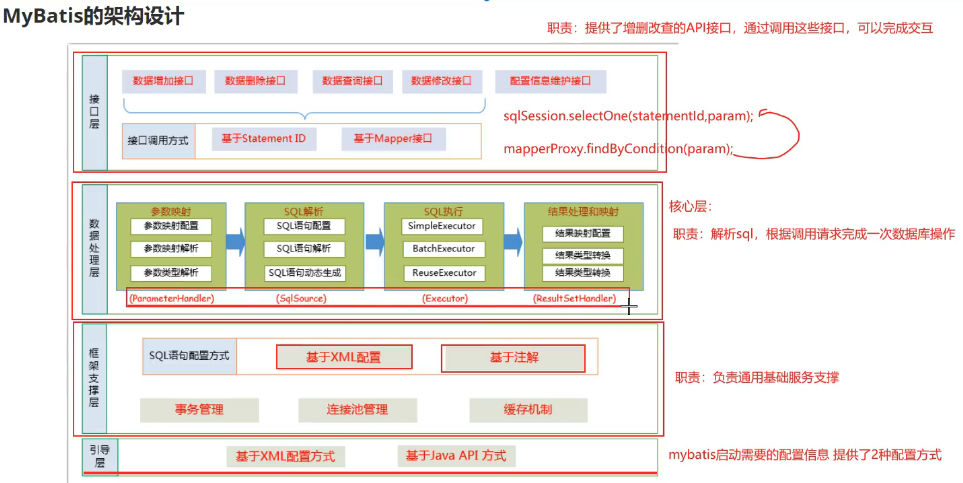 MyBatis的架构设计
职责：提供了增删改查的API接口，通过调用这些接口，可以完成交互
接口层
数据增加接口
数据删除接口
数据查询接口
数据修改接口
配置信息维护接口
接口调用方式
基于Statement ID
基于Mapper接口
sqlSession.selectOne(statementId,param);
mapperProxy.findByCondition(param);
数据处理层
参数映射
参数映射配置
参数映射解析
参数类型解析
(ParameterHandler)
SQL解析
SQL语句配置
SQL语句解析
SQL语句动态生成
(SqlSource)
SQL执行
SimpleExecutor
BatchExecutor
ReuseExecutor
(Executor)
结果处理和映射
结果映射配置
结果类型转换
结果类型转换
(ResultSetHandler)
核心层：
职责：解析sql，根据调用请求完成一次数据库操作
框架支撑层
SQL语句配置方式
基于XML配置
基于注解
事务管理
连接池管理
缓存机制
职责：负责通用基础服务支撑
引导层
基于XML配置方式
基于Java API 方式
mybatis启动需要的配置信息 提供了2种配置方式